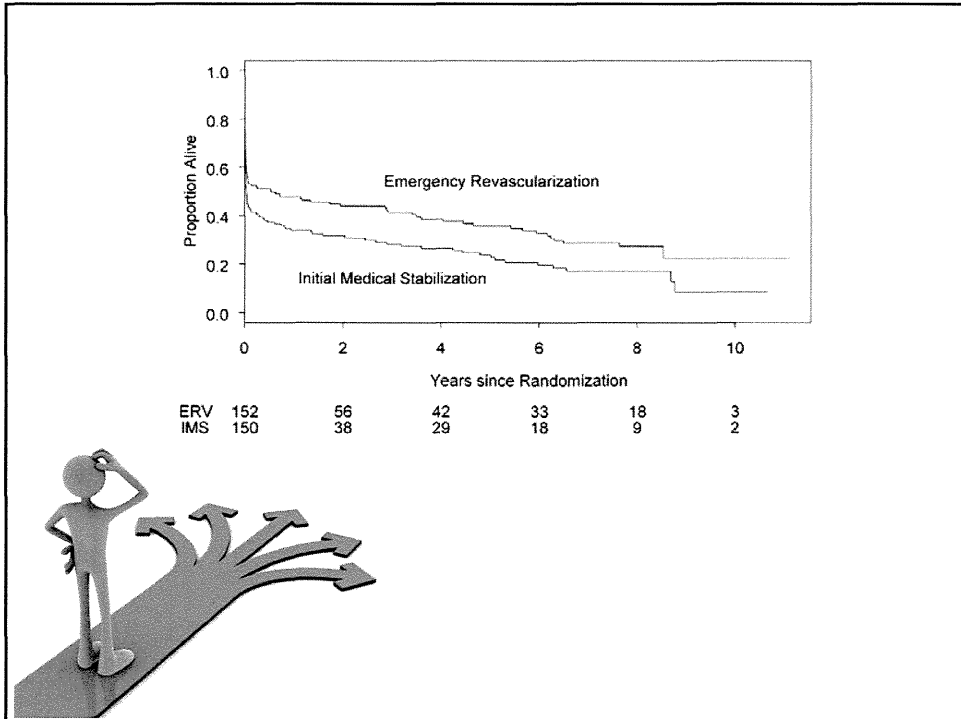 1.0
0.8
Emergency Revascularization
0.6
Proportion Alive
0.4
Initial Medical Stabilization
0.2
0.0
0 2 4 6 8 10
Years since Randomization
ERV 152 56 42 33 18 3
IMS 150 38 29 18 9 2